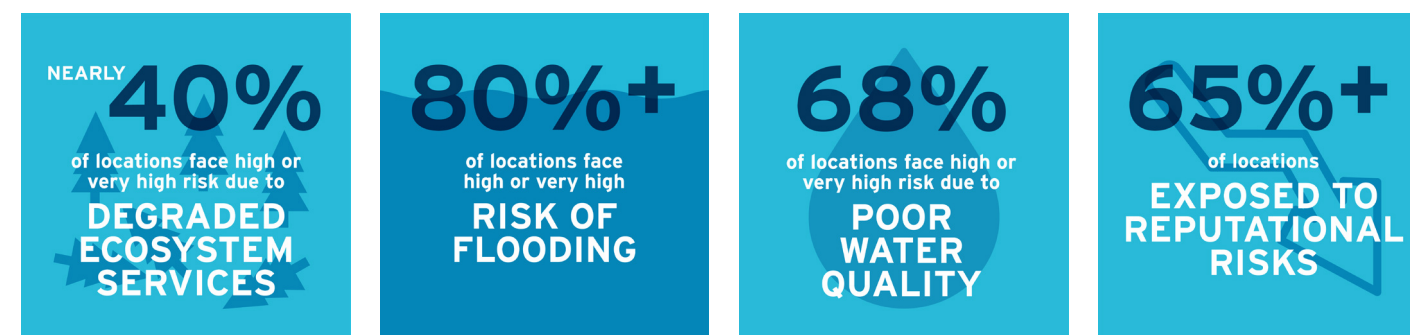 NEARLY 40%
of locations face high or
very high risk due to
DEGRADED
ECOSYSTEM
SERVICES
80%+
of locations face
high or very high
RISK OF
FLOODING
68%
of locations face high or
very high risk due to
POOR
WATER
QUALITY
65%+
of locations
EXPOSED TO
REPUTATIONAL
RISKS